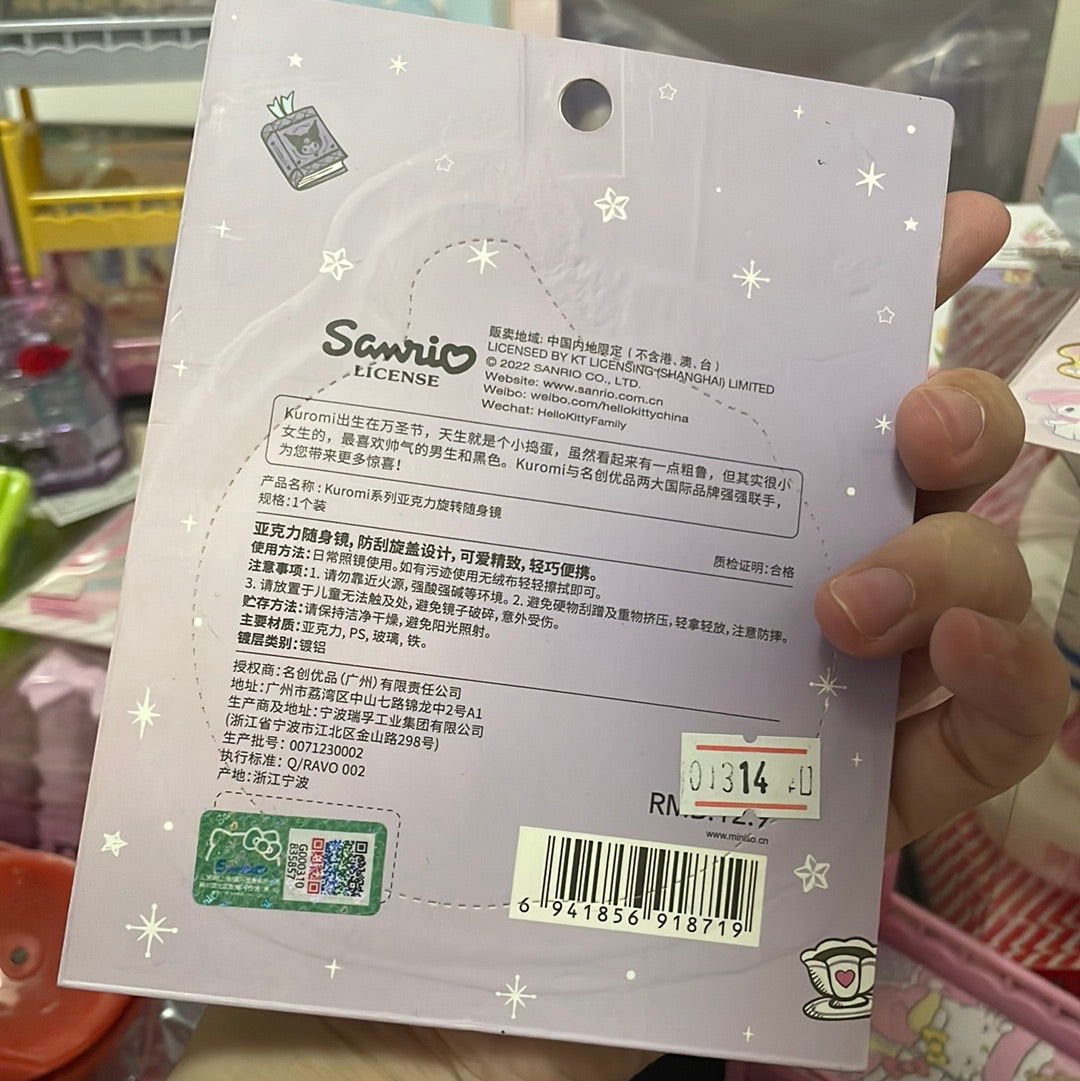 Sanrio
LICENSE
贩卖地域: 中国内地限定 ( 不含港、澳、台 )
LICENSED BY KT LICENSING (SHANGHAI) LIMITED
© 2022 SANRIO CO., LTD.
Website: www.sanrio.com.cn
Weibo: weibo.com/hellokittychina
Wechat: HelloKittyFamily
Kuromi出生在万圣节，天生就是个小捣蛋，虽然看起来有一点粗鲁，但其实很小
女生的，最喜欢帅气的男生和黑色。Kuromi与名创优品两大国际品牌强强联手，
为您带来更多惊喜！
产品名称：Kuromi系列亚克力旋转随身镜
规格:1个装
质检证明:合格
亚克力随身镜, 防刮旋盖设计, 可爱精致, 轻巧便携。
使用方法:日常照镜使用。如有污迹使用无绒布轻轻擦拭即可。
注意事项:1. 请勿靠近火源, 强酸强碱等环境。2. 避免硬物刮蹭及重物挤压, 轻拿轻放, 注意防摔。
3. 请放置于儿童无法触及处, 避免镜子破碎, 意外受伤。
贮存方法:请保持洁净干燥, 避免阳光照射。
主要材质:亚克力, PS, 玻璃, 铁。
镀层类别:镀铝
授权商:名创优品 (广州) 有限责任公司
地址:广州市荔湾区中山七路锦龙中2号A1
生产商及地址:宁波瑞孚工业集团有限公司
(浙江省宁波市江北区金山路298号)
生产批号: 0071230002
执行标准: Q/RAVO 002
产地:浙江宁波
01314
RMB:12.9
www.miniso.cn
G000310
835857
6 941856 918719